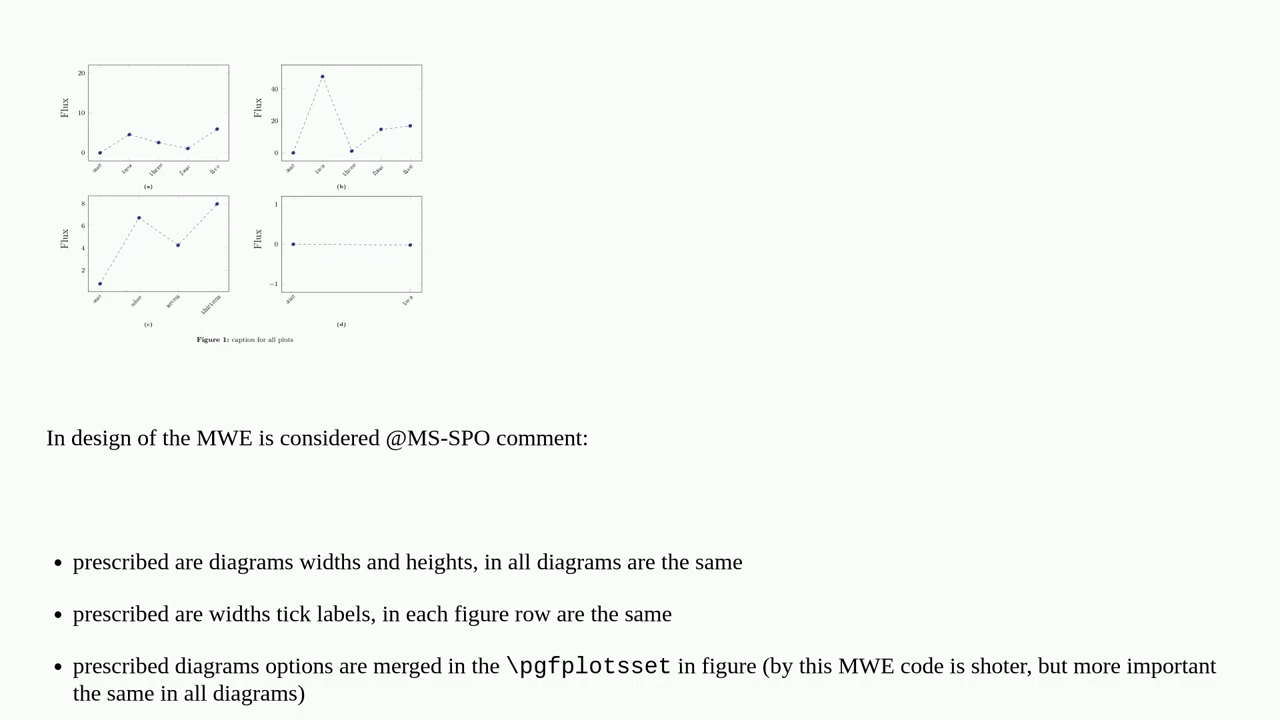 20
10
0
Flux
one
two
three
four
five
(a)
40
20
0
Flux
one
two
three
four
five
(b)
8
6
4
2
Flux
one
seven
thirteen
(c)
1
0
−1
Flux
one
two
(d)
Figure 1: caption for all plots
In design of the MWE is considered @MS-SPO comment:
• prescribed are diagrams widths and heights, in all diagrams are the same
• prescribed are widths tick labels, in each figure row are the same
• prescribed diagrams options are merged in the \pgfplotsset in figure (by this MWE code is shoter, but more important
the same in all diagrams)